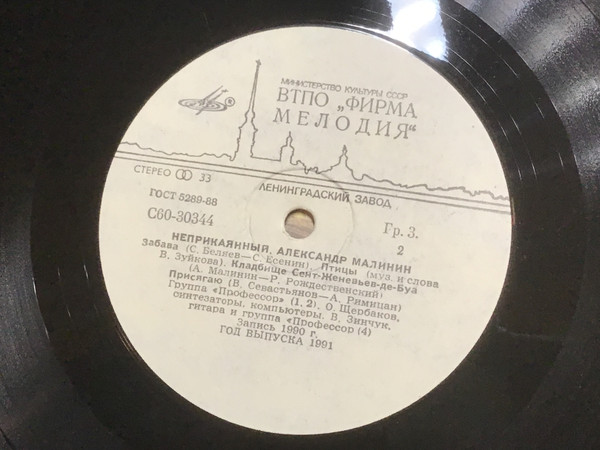 МИНИСТЕРСТВО КУЛЬТУРЫ СССР
ВТПО „ФИРМА
МЕЛОДИЯ“
®
СТЕРЕО 33
ЛЕНИНГРАДСКИЙ ЗАВОД
ГОСТ 5289-88
С60-30344
Гр. 3.
2
НЕПРИКАЯННЫЙ, АЛЕКСАНДР МАЛИНИН
Забава (С. Беляев—С. Есенин), Птицы (муз. и слова
В. Зуйкова). Кладбище Сент-Женевьев-де-Буа
(А. Малинин—Р. Рождественский)
Присягаю (В. Севастьянов—А. Римицан)
Группа «Профессор» (1, 2), О. Щербаков,
синтезаторы, компьютеры, В. Зинчук,
гитара и группа «Профессор (4)
Запись 1990 г.
ГОД ВЫПУСКА 1991